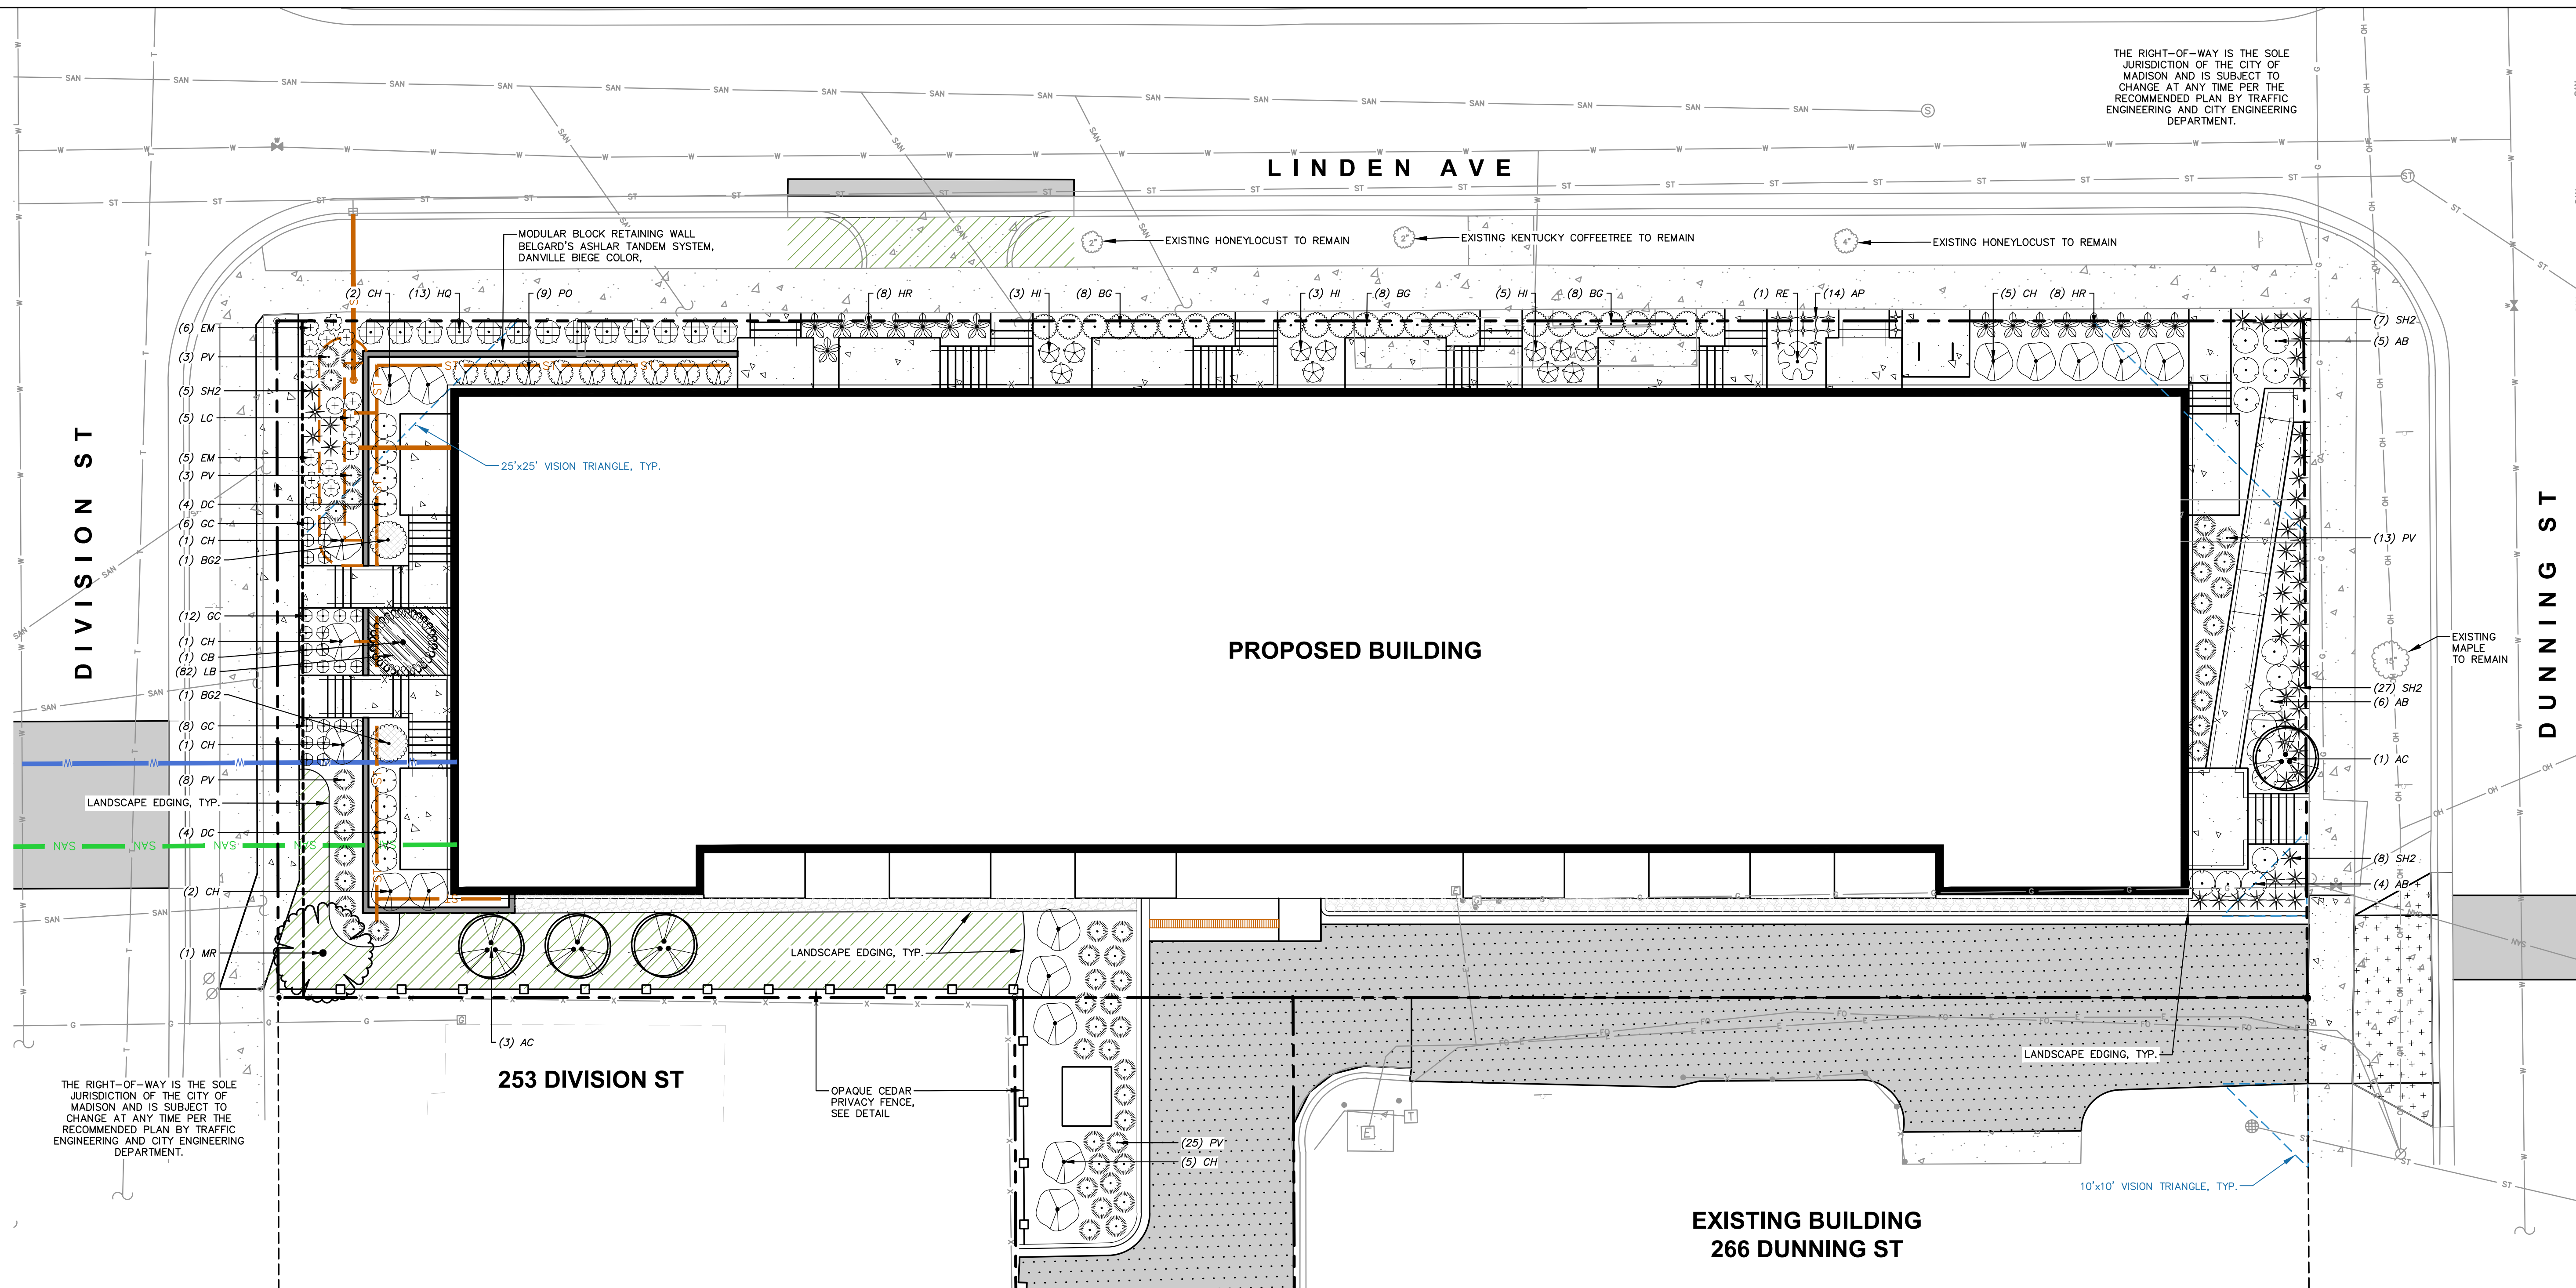 THE RIGHT-OF-WAY IS THE SOLE
JURISDICTION OF THE CITY OF
MADISON AND IS SUBJECT TO
CHANGE AT ANY TIME PER THE
RECOMMENDED PLAN BY TRAFFIC
ENGINEERING AND CITY ENGINEERING
DEPARTMENT.
LINDEN AVE
MODULAR BLOCK RETAINING WALL
BELGARD'S ASHLAR TANDEM SYSTEM,
DANVILLE BIEGE COLOR,
2"
EXISTING HONEYLOCUST TO REMAIN
2"
EXISTING KENTUCKY COFFEETREE TO REMAIN
4"
EXISTING HONEYLOCUST TO REMAIN
(2) CH
(13) HQ
(9) PO
(8) HR
(3) HI
(8) BG
(3) HI
(8) BG
(5) HI
(8) BG
(1) RE
(14) AP
(5) CH
(8) HR
(6) EM
(3) PV
(5) SH2
(5) LC
(5) EM
(3) PV
(4) DC
(6) GC
(1) CH
(1) BG2
(12) GC
(1) CH
(1) CB
(82) LB
(1) BG2
(8) GC
(1) CH
(8) PV
LANDSCAPE EDGING, TYP.
(4) DC
(2) CH
(1) MR
DIVISION ST
25'x25' VISION TRIANGLE, TYP.
PROPOSED BUILDING
(7) SH2
(5) AB
(13) PV
EXISTING
MAPLE
TO REMAIN
15"
(27) SH2
(6) AB
(1) AC
(8) SH2
(4) AB
DUNNING ST
LANDSCAPE EDGING, TYP.
(3) AC
253 DIVISION ST
OPAQUE CEDAR
PRIVACY FENCE,
SEE DETAIL
(25) PV
(5) CH
LANDSCAPE EDGING, TYP.
10'x10' VISION TRIANGLE, TYP.
EXISTING BUILDING
266 DUNNING ST
THE RIGHT-OF-WAY IS THE SOLE
JURISDICTION OF THE CITY OF
MADISON AND IS SUBJECT TO
CHANGE AT ANY TIME PER THE
RECOMMENDED PLAN BY TRAFFIC
ENGINEERING AND CITY ENGINEERING
DEPARTMENT.